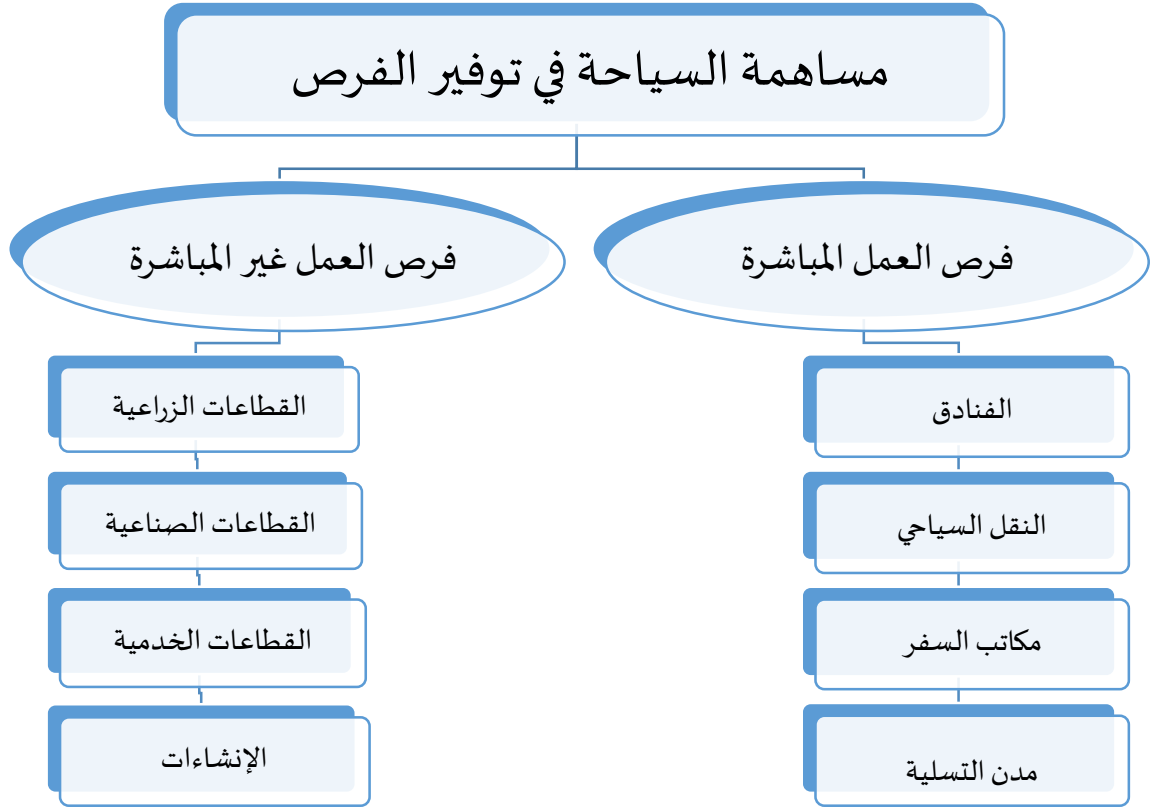 مساهمة السياحة في توفير الفرص
فرص العمل المباشرة
الفنادق
النقل السياحي
مكاتب السفر
مدن التسلية
فرص العمل غير المباشرة
القطاعات الزراعية
القطاعات الصناعية
القطاعات الخدمية
الإنشاءات